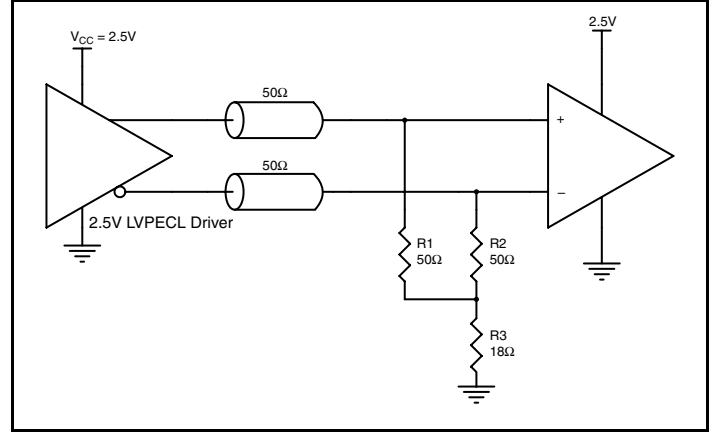 V_CC = 2.5V
2.5V
50Ω
+
50Ω
–
2.5V LVPECL Driver
R1
50Ω
R2
50Ω
R3
18Ω